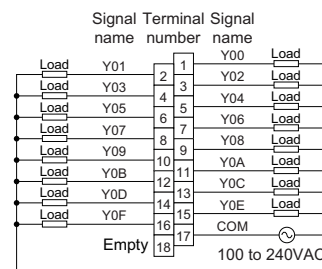 Signal Terminal Signal
name number name
Y00 Load
1
Load Y01
2
Y02 Load
3
Load Y03
4
Y04 Load
5
Load Y05
6
Y06 Load
7
Load Y07
8
Y08 Load
9
Load Y09
10
Y0A Load
11
Load Y0B
12
Y0C Load
13
Load Y0D
14
Y0E Load
15
Load Y0F
16
COM
17
Empty 18
100 to 240VAC